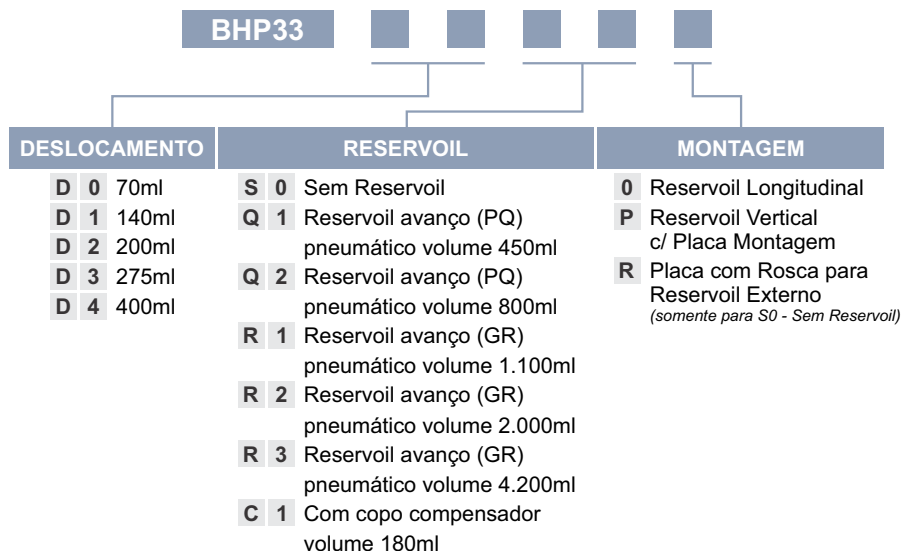 BHP33
DESLOCAMENTO
D 0 70ml
D 1 140ml
D 2 200ml
D 3 275ml
D 4 400ml
RESERVOIL
S 0 Sem Reservoil
Q 1 Reservoil avanço (PQ)
pneumático volume 450ml
Q 2 Reservoil avanço (PQ)
pneumático volume 800ml
R 1 Reservoil avanço (GR)
pneumático volume 1.100ml
R 2 Reservoil avanço (GR)
pneumático volume 2.000ml
R 3 Reservoil avanço (GR)
pneumático volume 4.200ml
C 1 Com copo compensador
volume 180ml
MONTAGEM
0 Reservoil Longitudinal
P Reservoil Vertical
c/ Placa Montagem
R Placa com Rosca para
Reservoil Externo
(somente para S0 - Sem Reservoil)